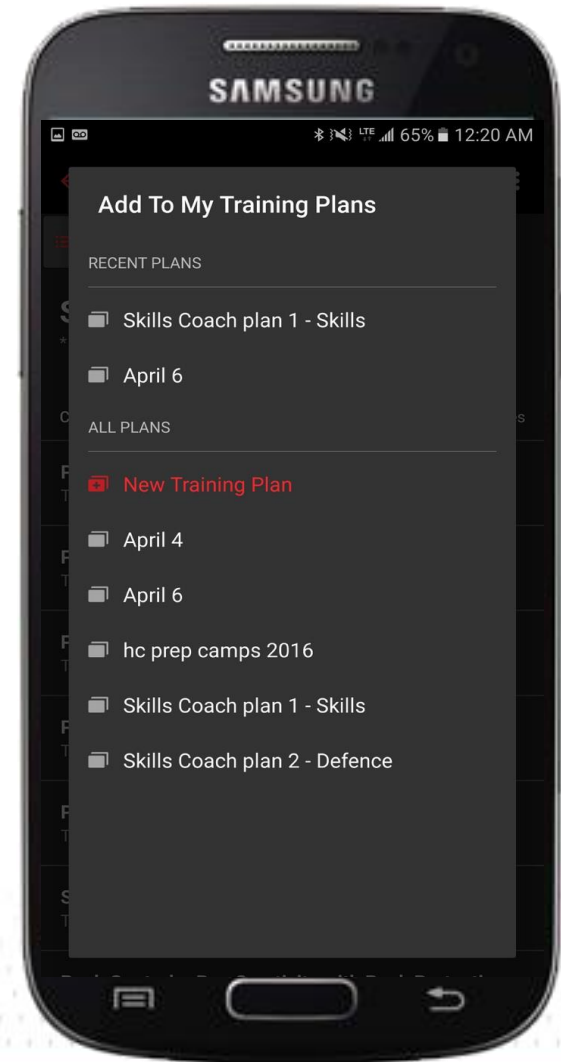 SAMSUNG
LTE 65% 12:20 AM
Add To My Training Plans
RECENT PLANS
Skills Coach plan 1 - Skills
April 6
ALL PLANS
New Training Plan
April 4
April 6
hc prep camps 2016
Skills Coach plan 1 - Skills
Skills Coach plan 2 - Defence